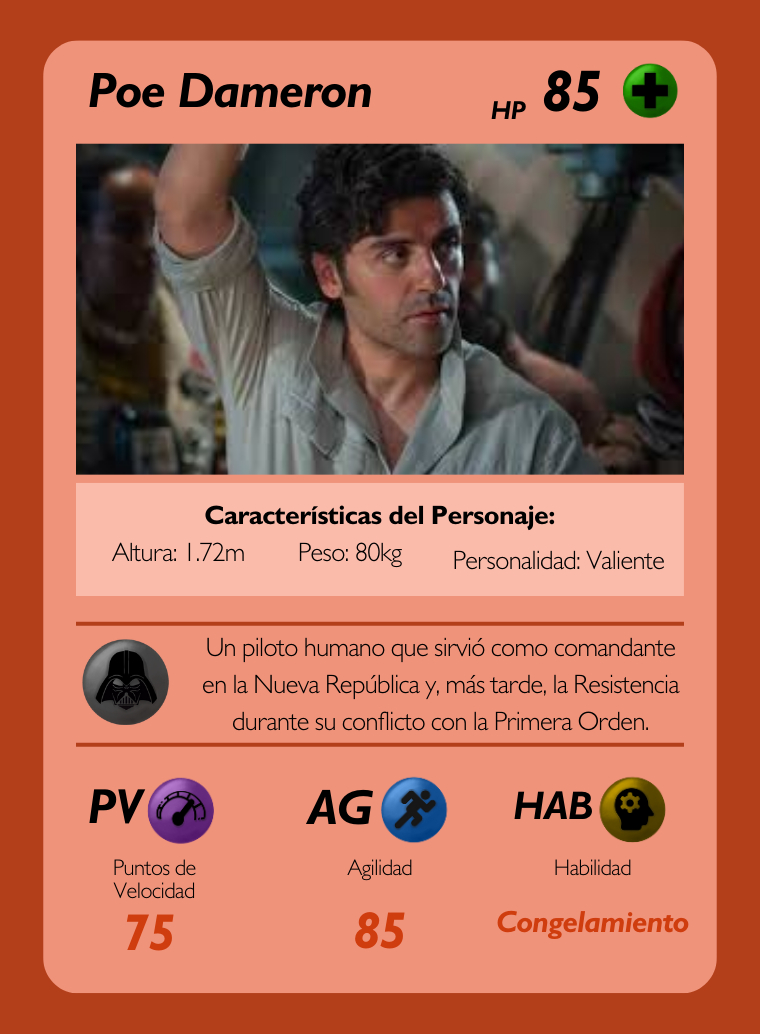 Poe Dameron
HP 85
Características del Personaje:
Altura: 1.72m Peso: 80kg Personalidad: Valiente
Un piloto humano que sirvió como comandante
en la Nueva República y, más tarde, la Resistencia
durante su conflicto con la Primera Orden.
PV AG HAB
Puntos de
Velocidad
Agilidad
Habilidad
75 85 Congelamiento